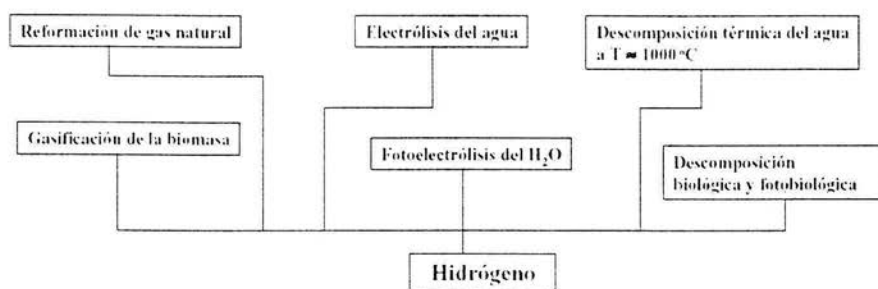 Reformación de gas natural
Electrólisis del agua
Descomposición térmica del agua
a T ≈ 1000 °C
Gasificación de la biomasa
Fotoelectrólisis del H₂O
Descomposición
biológica y fotobiológica
Hidrógeno